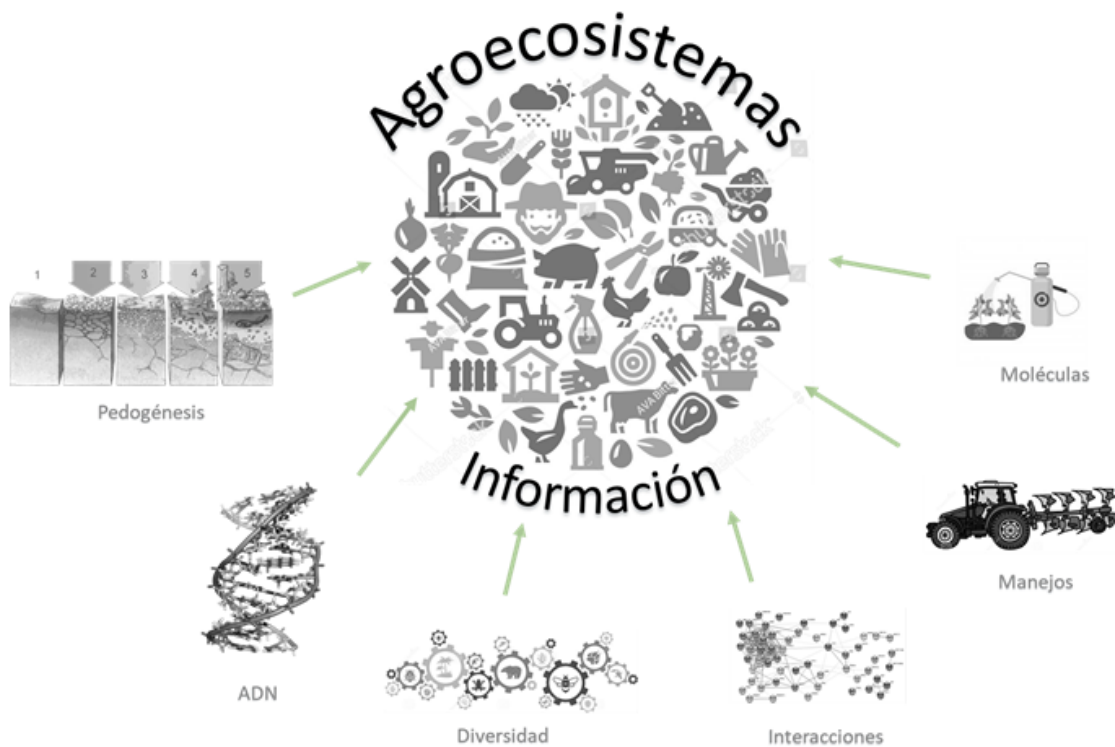 Agroecosistemas
1
2
3
4
5
Pedogénesis
Moléculas
Información
Manejos
ADN
Diversidad
Interacciones